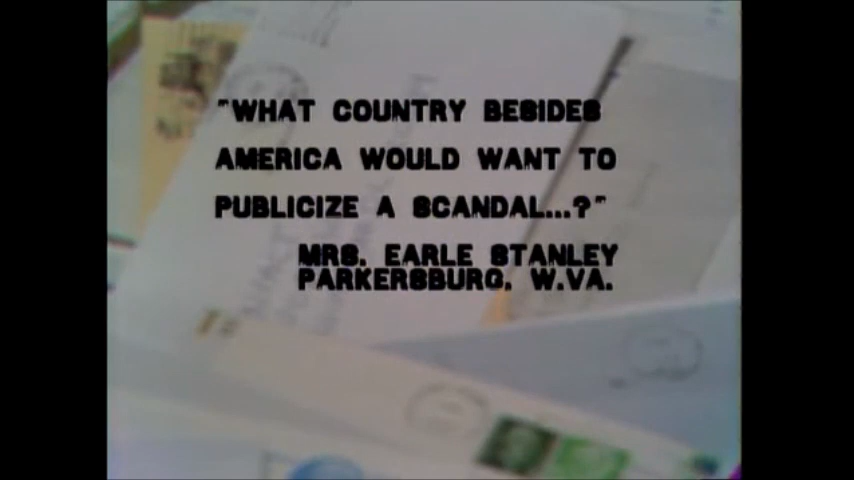 "WHAT COUNTRY BESIDES
AMERICA WOULD WANT TO
PUBLICIZE A SCANDAL...?"
MRS. EARLE STANLEY
PARKERSBURG, W.VA.